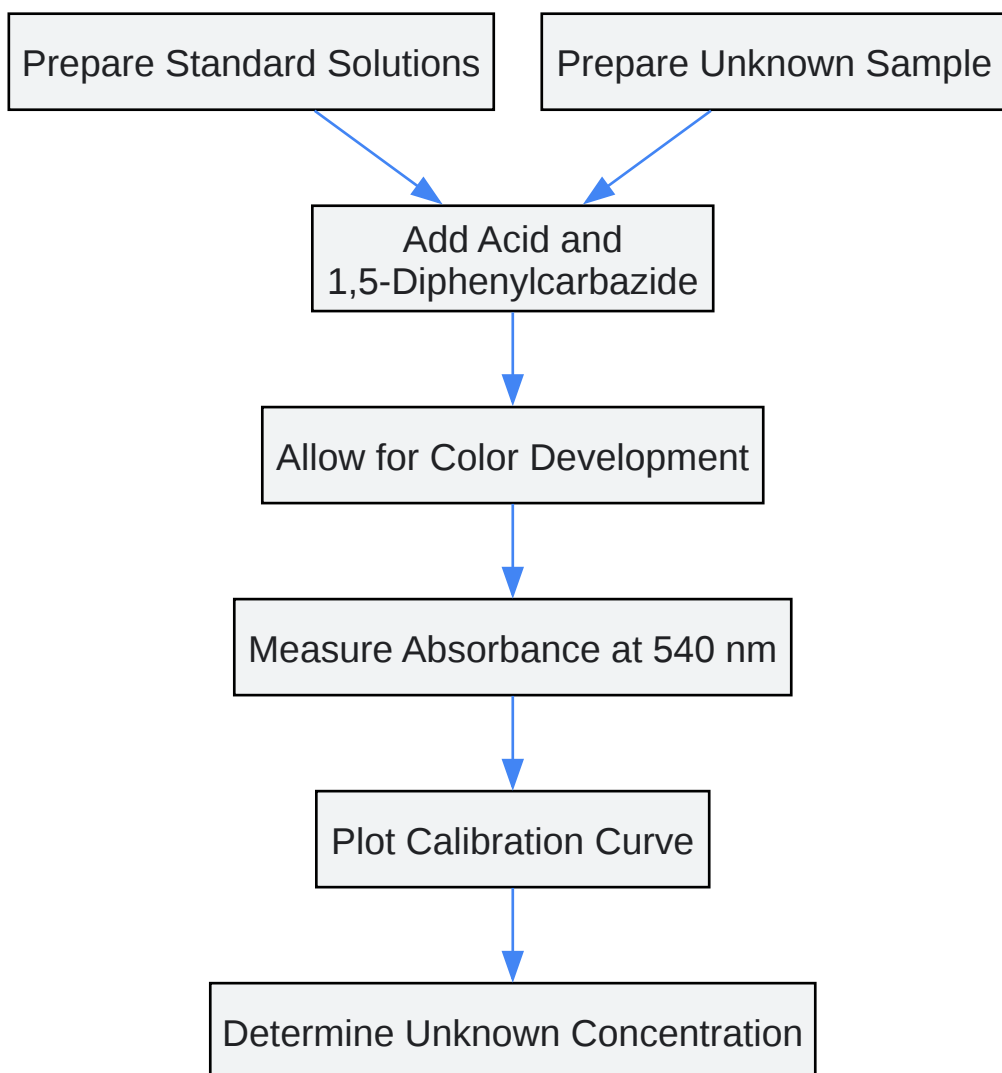 Prepare Standard Solutions
Prepare Unknown Sample
Add Acid and
1,5-Diphenylcarbazide
Allow for Color Development
Measure Absorbance at 540 nm
Plot Calibration Curve
Determine Unknown Concentration